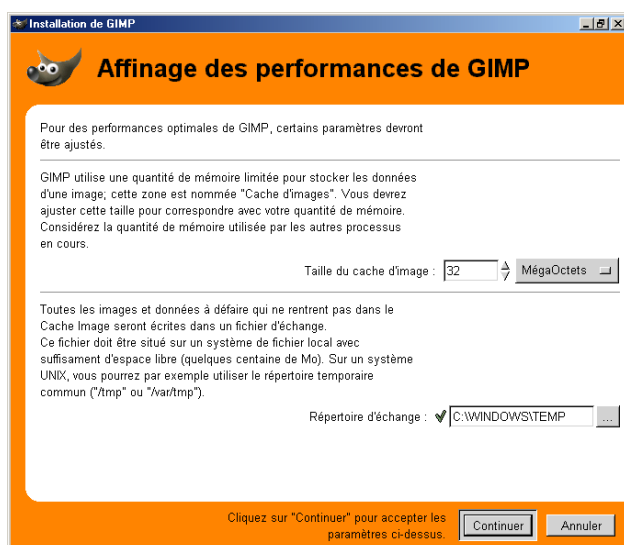 Installation de GIMP
Affinage des performances de GIMP
Pour des performances optimales de GIMP, certains paramètres devront
être ajustés.
GIMP utilise une quantité de mémoire limitée pour stocker les données
d'une image; cette zone est nommée "Cache d'images". Vous devrez
ajuster cette taille pour correspondre avec votre quantité de mémoire.
Considérez la quantité de mémoire utilisée par les autres processus
en cours.
Taille du cache d'image : 32 MégaOctets
Toutes les images et données à défaire qui ne rentrent pas dans le
Cache Image seront écrites dans un fichier d'échange.
Ce fichier doit être situé sur un système de fichier local avec
suffisament d'espace libre (quelques centaine de Mo). Sur un système
UNIX, vous pourrez par exemple utiliser le répertoire temporaire
commun ("/tmp" ou "/var/tmp").
Répertoire d'échange : C:\WINDOWS\TEMP ...
Cliquez sur "Continuer" pour accepter les
paramètres ci-dessus.
Continuer Annuler